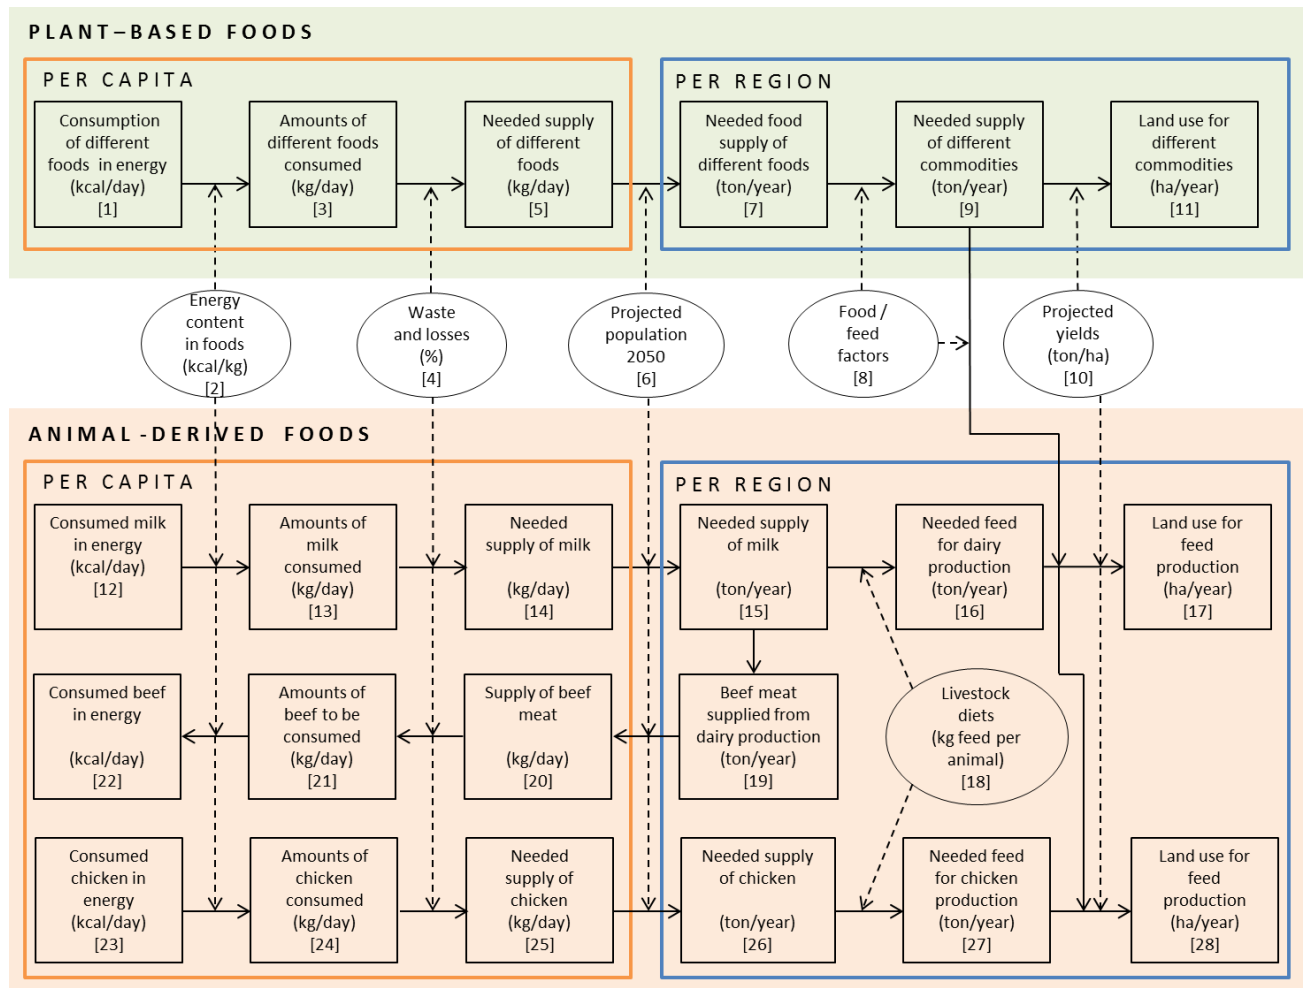 PLANT–BASED FOODS
PER CAPITA
Consumption
of different
foods in energy
(kcal/day)
[1]
Amounts of
different foods
consumed
(kg/day)
[3]
Needed supply
of different
foods
(kg/day)
[5]
PER REGION
Needed food
supply of
different foods
(ton/year)
[7]
Needed supply
of different
commodities
(ton/year)
[9]
Land use for
different
commodities
(ha/year)
[11]
Energy
content
in foods
(kcal/kg)
[2]
Waste
and losses
(%)
[4]
Projected
population
2050
[6]
Food /
feed
factors
[8]
Projected
yields
(ton/ha)
[10]
ANIMAL-DERIVED FOODS
PER CAPITA
Consumed milk
in energy
(kcal/day)
[12]
Amounts of
milk
consumed
(kg/day)
[13]
Needed
supply of milk
(kg/day)
[14]
PER REGION
Needed supply
of milk
(ton/year)
[15]
Needed feed
for dairy
production
(ton/year)
[16]
Land use for
feed
production
(ha/year)
[17]
Consumed beef
in energy
(kcal/day)
[22]
Amounts of
beef to be
consumed
(kg/day)
[21]
Supply of beef
meat
(kg/day)
[20]
Beef meat
supplied from
dairy production
(ton/year)
[19]
Livestock
diets
(kg feed per
animal)
[18]
Consumed
chicken in
energy
(kcal/day)
[23]
Amounts of
chicken
consumed
(kg/day)
[24]
Needed
supply of
chicken
(kg/day)
[25]
Needed supply
of chicken
(ton/year)
[26]
Needed feed
for chicken
production
(ton/year)
[27]
Land use for
feed
production
(ha/year)
[28]